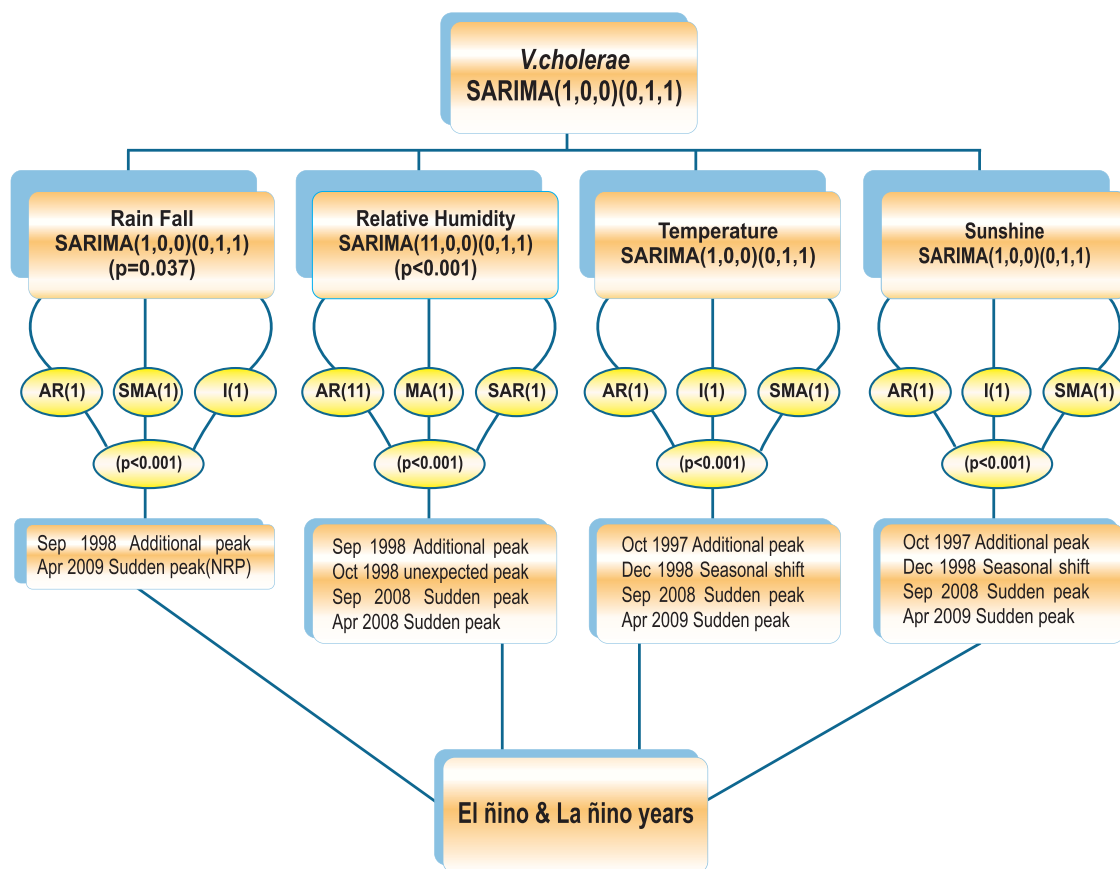 V.cholerae
SARIMA(1,0,0)(0,1,1)
Rain Fall
SARIMA(1,0,0)(0,1,1)
(p=0.037)
Relative Humidity
SARIMA(11,0,0)(0,1,1)
(p<0.001)
Temperature
SARIMA(1,0,0)(0,1,1)
Sunshine
SARIMA(1,0,0)(0,1,1)
AR(1)
SMA(1)
I(1)
AR(11)
MA(1)
SAR(1)
AR(1)
I(1)
SMA(1)
AR(1)
I(1)
SMA(1)
(p<0.001)
(p<0.001)
(p<0.001)
(p<0.001)
Sep 1998 Additional peak
Apr 2009 Sudden peak(NRP)
Sep 1998 Additional peak
Oct 1998 unexpected peak
Sep 2008 Sudden peak
Apr 2008 Sudden peak
Oct 1997 Additional peak
Dec 1998 Seasonal shift
Sep 2008 Sudden peak
Apr 2009 Sudden peak
Oct 1997 Additional peak
Dec 1998 Seasonal shift
Sep 2008 Sudden peak
Apr 2009 Sudden peak
El ñino & La ñino years